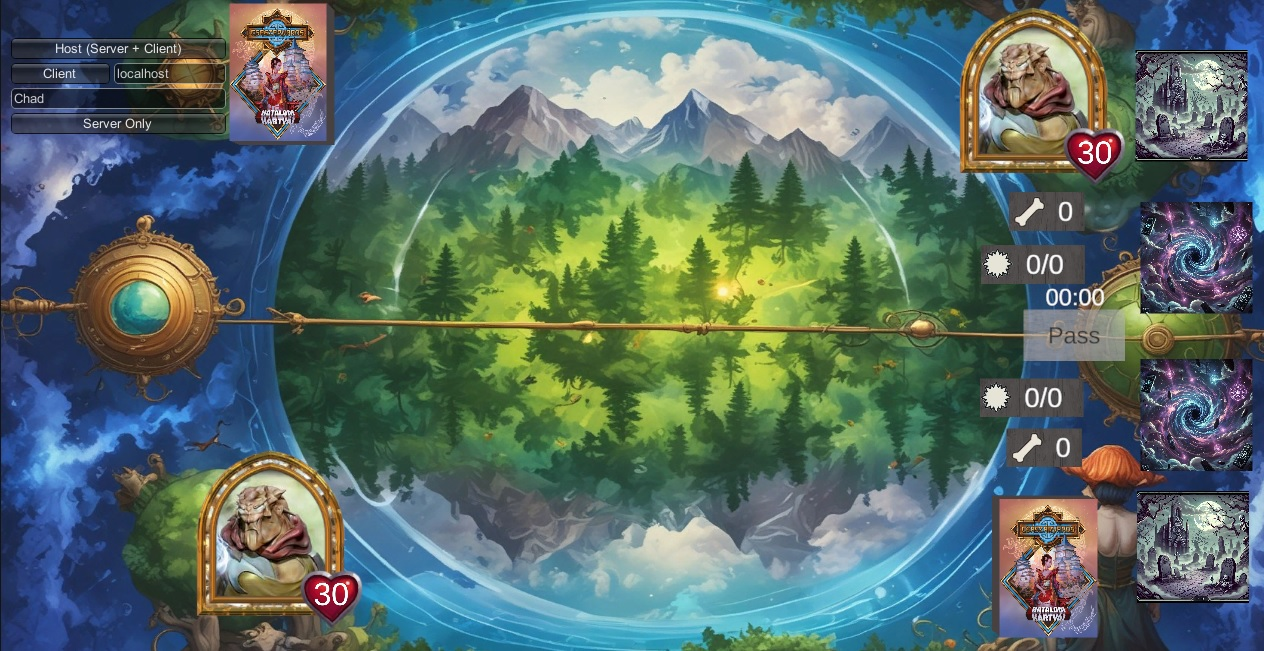 Host (Server + Client)
Client
localhost
Chad
Server Only
30
0
0/0
00:00
Pass
0/0
0
30